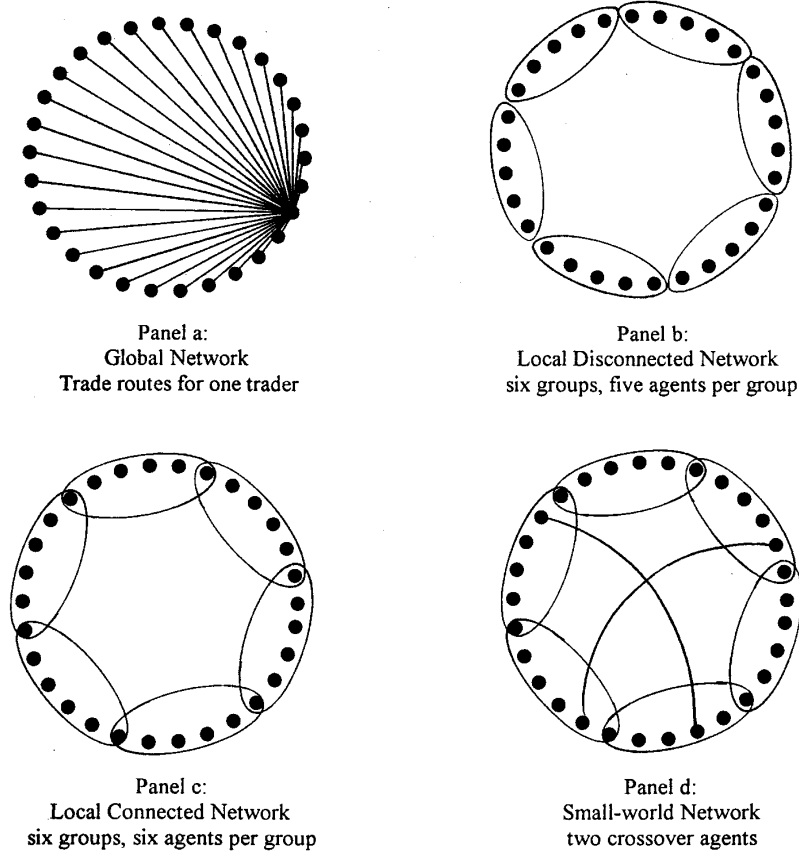 Panel a:
Global Network
Trade routes for one trader
Panel b:
Local Disconnected Network
six groups, five agents per group
Panel c:
Local Connected Network
six groups, six agents per group
Panel d:
Small-world Network
two crossover agents